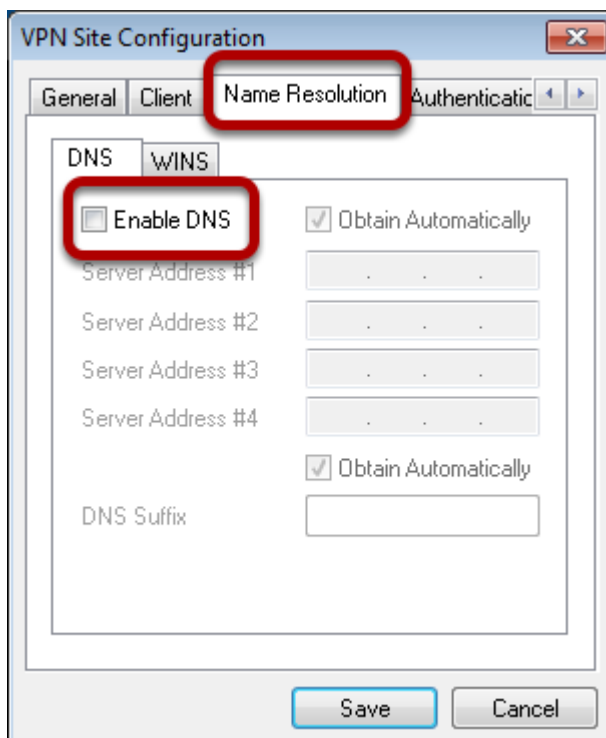 VPN Site Configuration
General Client Name Resolution Authenticatic
DNS WINS
Enable DNS Obtain Automatically
Server Address #1 . . .
Server Address #2 . . .
Server Address #3 . . .
Server Address #4 . . .
Obtain Automatically
DNS Suffix
Save Cancel